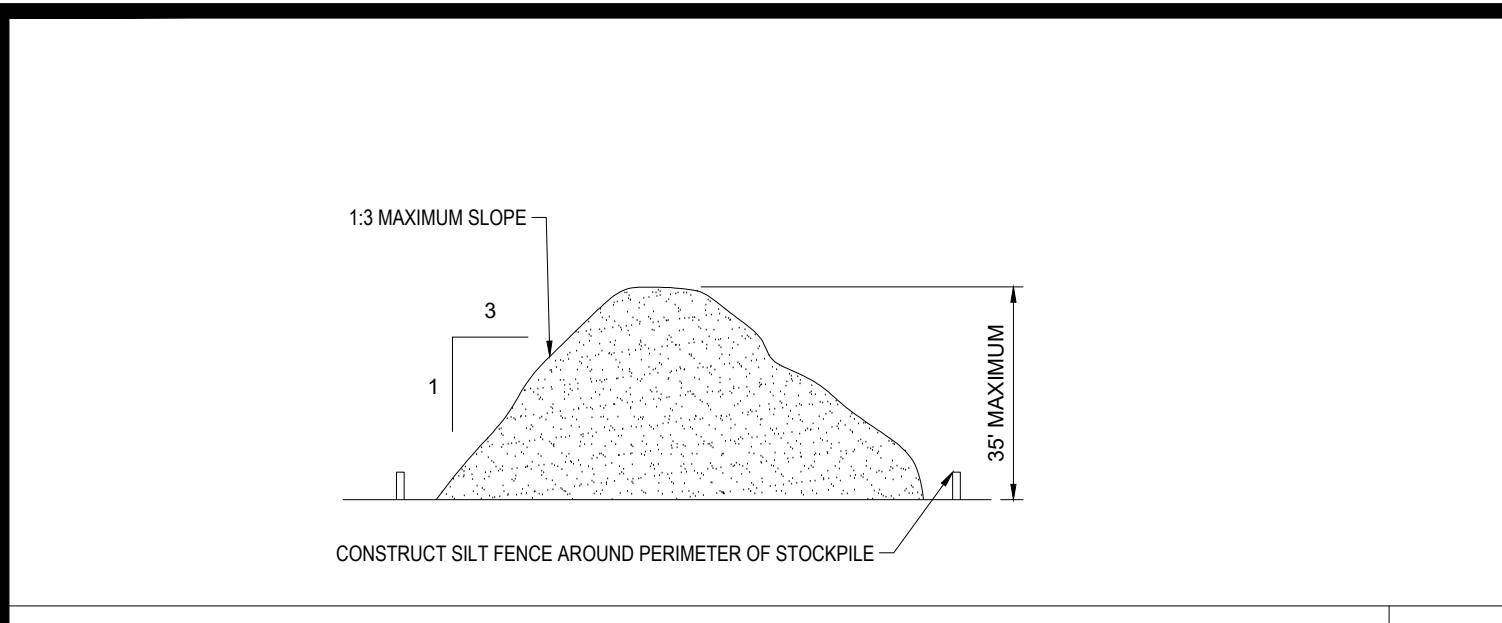 1:3 MAXIMUM SLOPE
3
1
35' MAXIMUM
CONSTRUCT SILT FENCE AROUND PERIMETER OF STOCKPILE